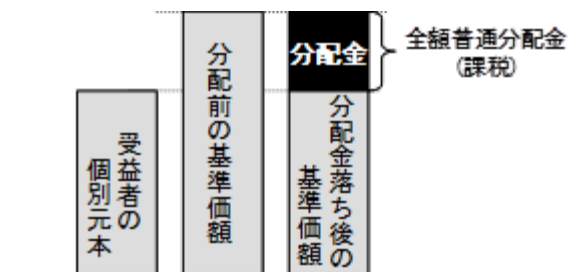 受益者の
個別元本
分配前の基準価額
分配金
分配金落ち後の
基準価額
全額普通分配金
(課税)